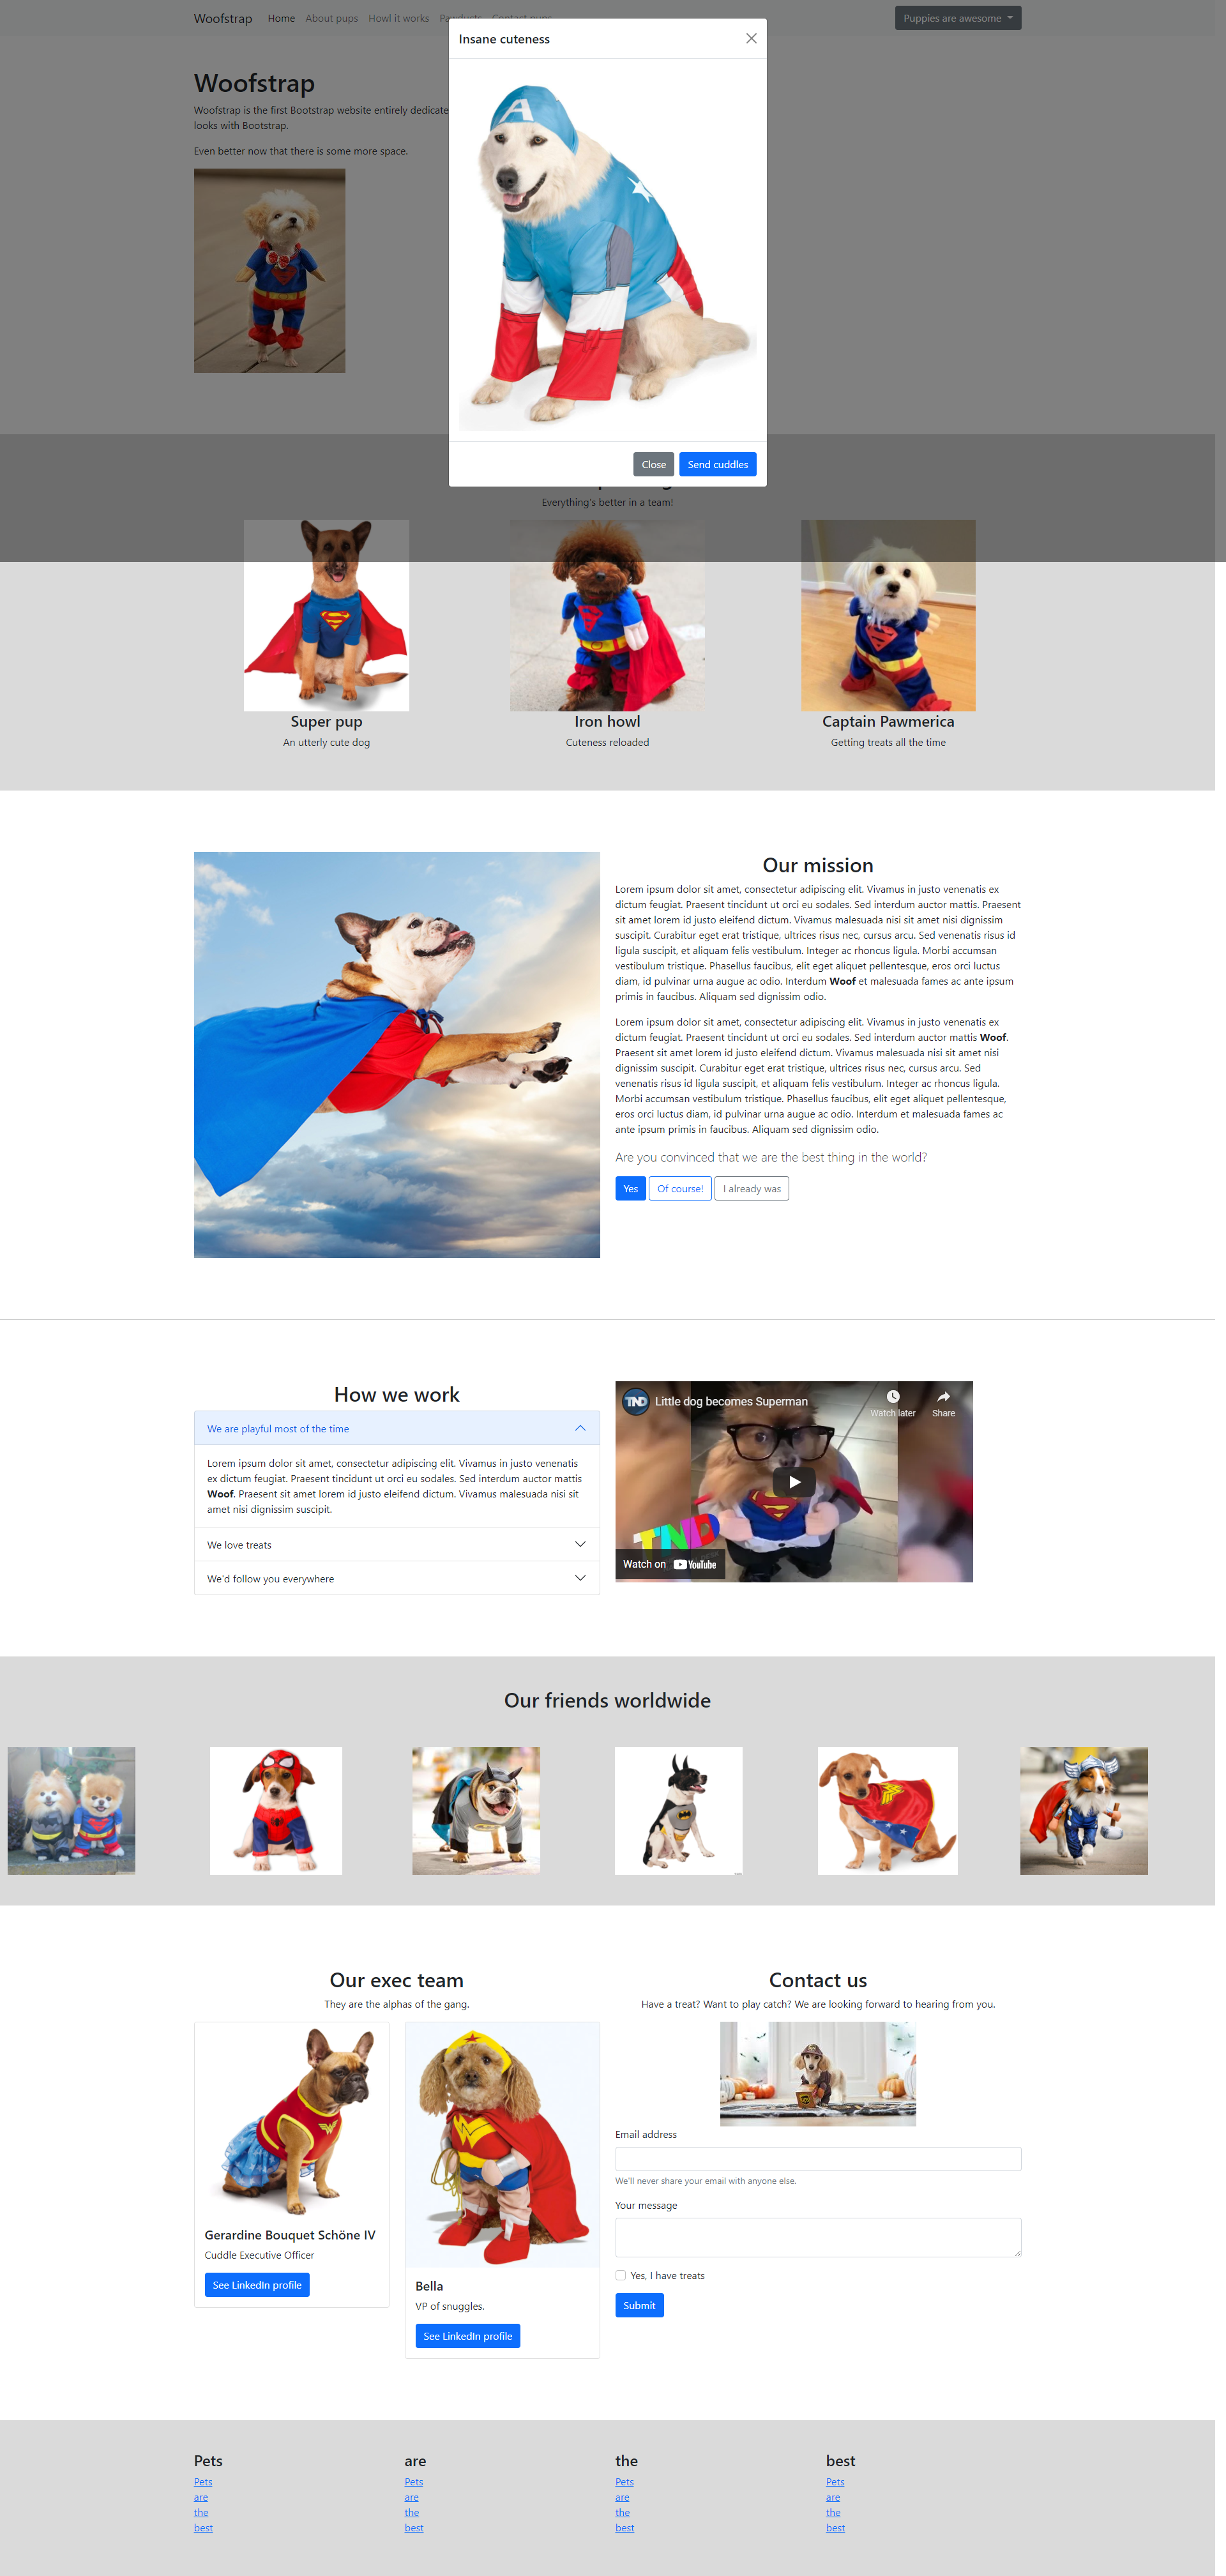 Woofstrap
Home
About pups
Howl it works
Puppies are awesome
Insane cuteness
A
Woofstrap
Woofstrap is the first Bootstrap website entirely dedicate
looks with Bootstrap.
Even better now that there is some more space.
Close
Send cuddles
Everything's better in a team!
Super pup
An utterly cute dog
Iron howl
Cuteness reloaded
Captain Pawmerica
Getting treats all the time
Our mission
Lorem ipsum dolor sit amet, consectetur adipiscing elit. Vivamus in justo venenatis ex
dictum feugiat. Praesent tincidunt ut orci eu sodales. Sed interdum auctor mattis. Praesent
sit amet lorem id justo eleifend dictum. Vivamus malesuada nisi sit amet nisi dignissim
suscipit. Curabitur eget erat tristique, ultrices risus nec, cursus arcu. Sed venenatis risus id
ligula suscipit, et aliquam felis vestibulum. Integer ac rhoncus ligula. Morbi accumsan
vestibulum tristique. Phasellus faucibus, elit eget aliquet pellentesque, eros orci luctus
diam, id pulvinar urna augue ac odio. Interdum Woof et malesuada fames ac ante ipsum
primis in faucibus. Aliquam sed dignissim odio.
Lorem ipsum dolor sit amet, consectetur adipiscing elit. Vivamus in justo venenatis ex
dictum feugiat. Praesent tincidunt ut orci eu sodales. Sed interdum auctor mattis Woof.
Praesent sit amet lorem id justo eleifend dictum. Vivamus malesuada nisi sit amet nisi
dignissim suscipit. Curabitur eget erat tristique, ultrices risus nec, cursus arcu. Sed
venenatis risus id ligula suscipit, et aliquam felis vestibulum. Integer ac rhoncus ligula.
Morbi accumsan vestibulum tristique. Phasellus faucibus, elit eget aliquet pellentesque,
eros orci luctus diam, id pulvinar urna augue ac odio. Interdum et malesuada fames ac
ante ipsum primis in faucibus. Aliquam sed dignissim odio.
Are you convinced that we are the best thing in the world?
Yes
Of course!
I already was
How we work
We are playful most of the time
Lorem ipsum dolor sit amet, consectetur adipiscing elit. Vivamus in justo venenatis
ex dictum feugiat. Praesent tincidunt ut orci eu sodales. Sed interdum auctor mattis
Woof. Praesent sit amet lorem id justo eleifend dictum. Vivamus malesuada nisi sit
amet nisi dignissim suscipit.
We love treats
We'd follow you everywhere
TND
Little dog becomes Superman
Watch later
Share
TND
Watch on YouTube
Our friends worldwide
Our exec team
They are the alphas of the gang.
Gerardine Bouquet Schöne IV
Cuddle Executive Officer
See LinkedIn profile
Bella
VP of snuggles.
See LinkedIn profile
Contact us
Have a treat? Want to play catch? We are looking forward to hearing from you.
Email address
We'll never share your email with anyone else.
Your message
Yes, I have treats
Submit
Pets
Pets
are
the
best
are
Pets
are
the
best
the
Pets
are
the
best
best
Pets
are
the
best